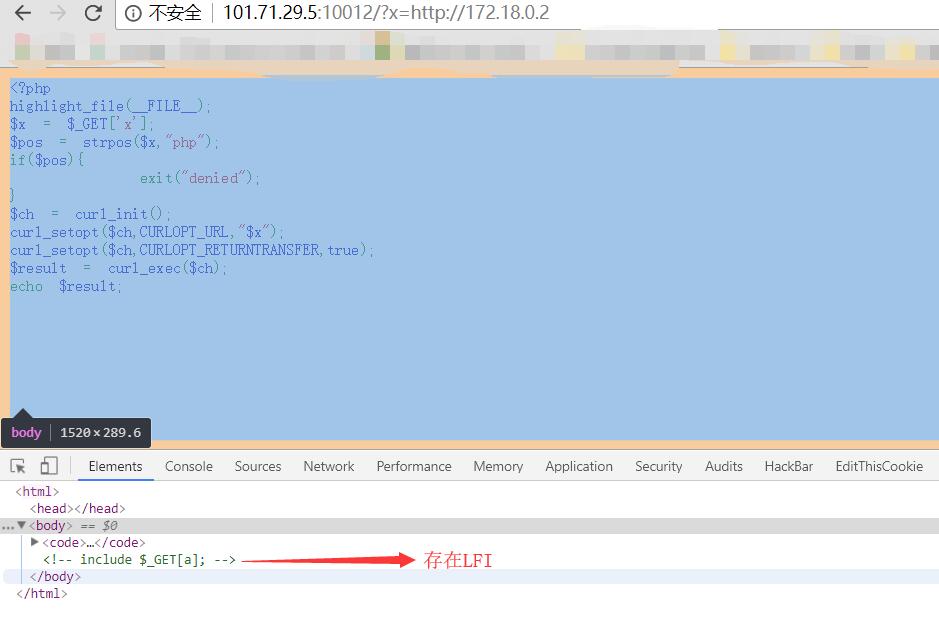 不安全 101.71.29.5:10012/?x=http://172.18.0.2
<?php
highlight_file(__FILE__);
$x = $_GET['x'];
$pos = strpos($x,"php");
if($pos){
exit("denied");
}
$ch = curl_init();
curl_setopt($ch,CURLOPT_URL,"$x");
curl_setopt($ch,CURLOPT_RETURNTRANSFER,true);
$result = curl_exec($ch);
echo $result;
body 1520×289.6
Elements Console Sources Network Performance Memory Application Security Audits HackBar EditThisCookie
<html>
<head></head>
...▼<body> == $0
▶<code>…</code>
<!-- include $_GET[a]; --> 存在LFI
</body>
</html>